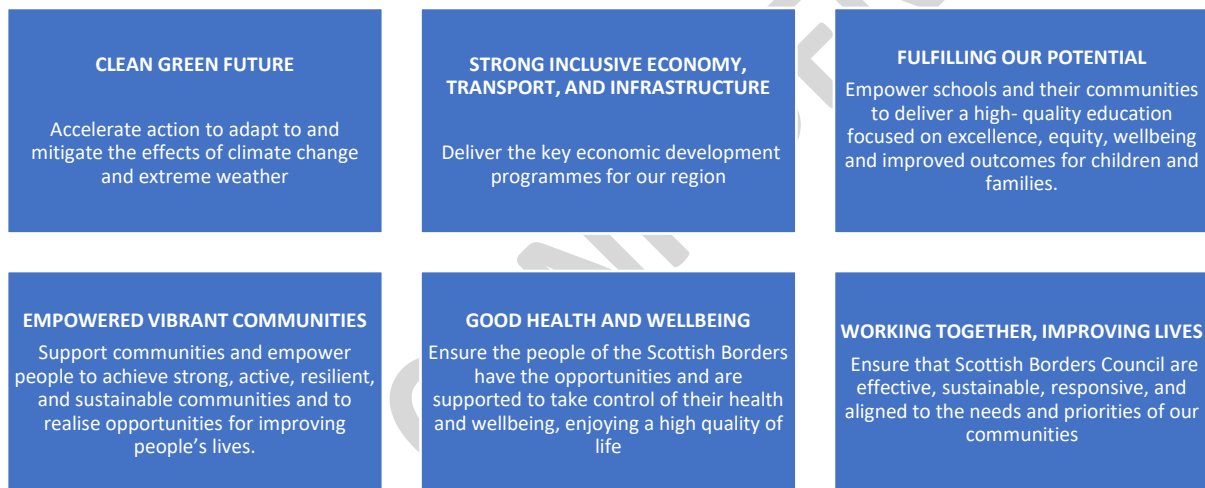 CLEAN GREEN FUTURE
Accelerate action to adapt to and
mitigate the effects of climate change
and extreme weather
STRONG INCLUSIVE ECONOMY,
TRANSPORT, AND INFRASTRUCTURE
Deliver the key economic development
programmes for our region
FULFILLING OUR POTENTIAL
Empower schools and their communities
to deliver a high- quality education
focused on excellence, equity, wellbeing
and improved outcomes for children and
families.
EMPOWERED VIBRANT COMMUNITIES
Support communities and empower
people to achieve strong, active, resilient,
and sustainable communities and to
realise opportunities for improving
people’s lives.
GOOD HEALTH AND WELLBEING
Ensure the people of the Scottish Borders
have the opportunities and are
supported to take control of their health
and wellbeing, enjoying a high quality of
life
WORKING TOGETHER, IMPROVING LIVES
Ensure that Scottish Borders Council are
effective, sustainable, responsive, and
aligned to the needs and priorities of our
communities